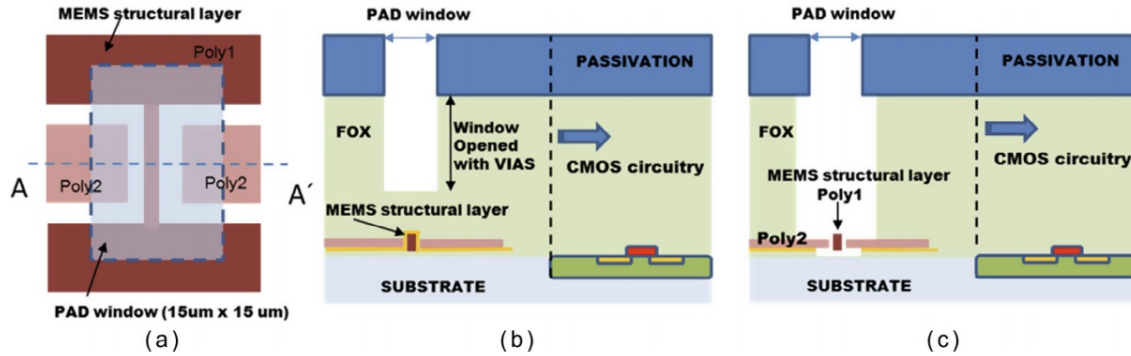 MEMS structural layer
Poly1
A
A´
Poly2
Poly2
PAD window (15um x 15 um)
(a)
PAD window
PASSIVATION
FOX
Window
Opened
with VIAS
CMOS circuitry
MEMS structural layer
SUBSTRATE
(b)
PAD window
PASSIVATION
FOX
CMOS circuitry
MEMS structural layer
Poly1
Poly2
SUBSTRATE
(c)